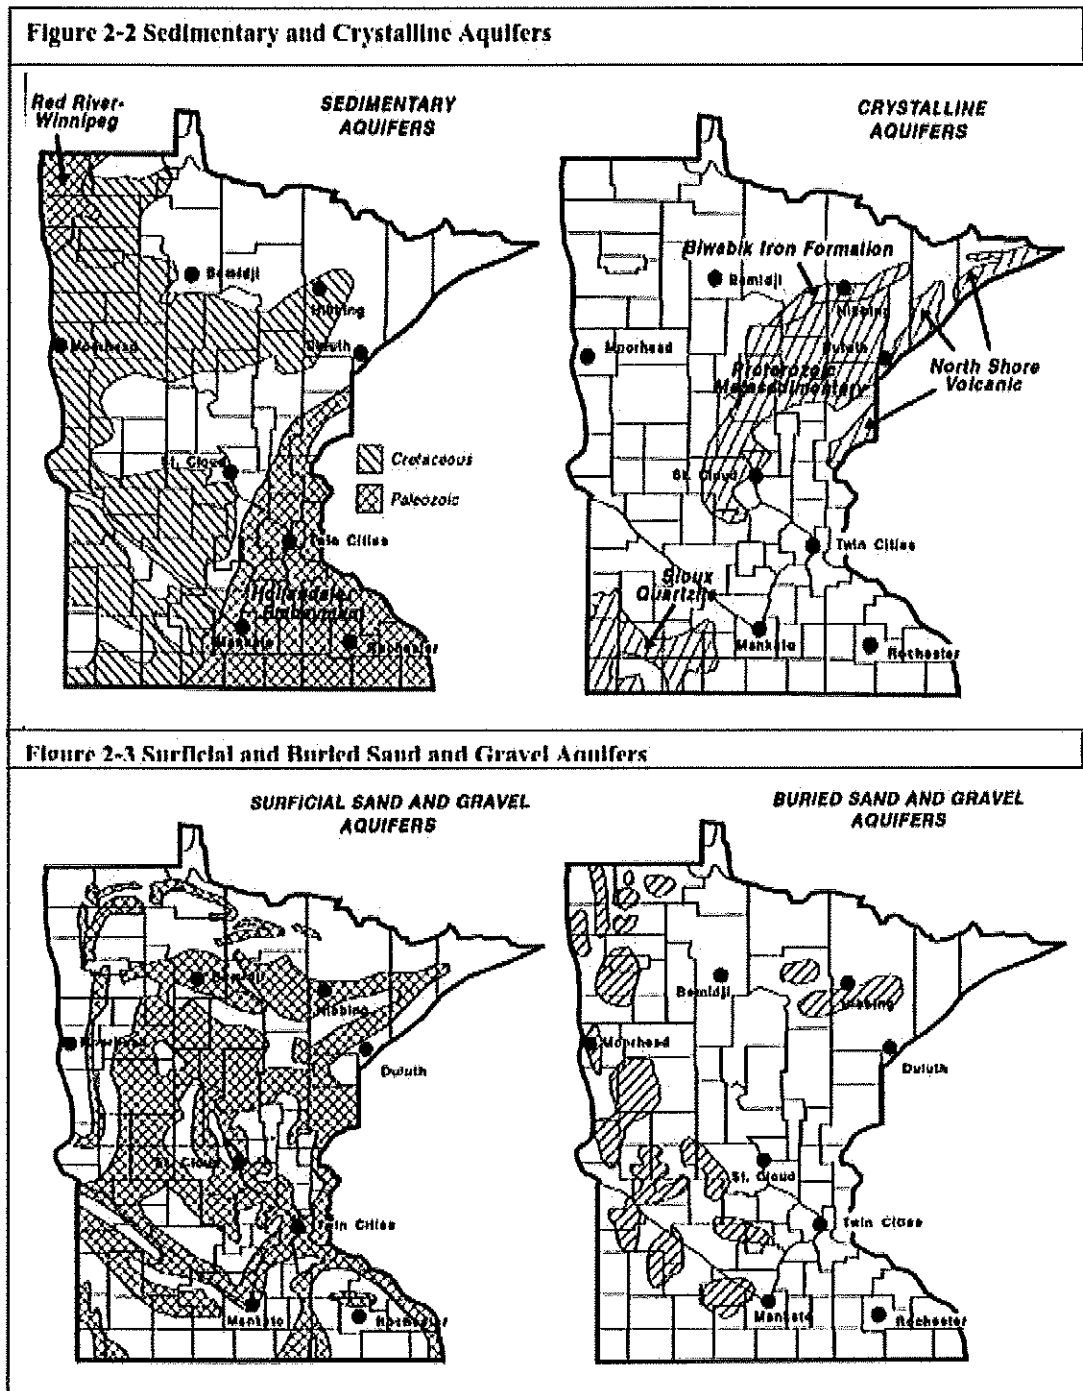 Figure 2-2 Sedimentary and Crystalline Aquifers
Red River-
Winnipeg
SEDIMENTARY
AQUIFERS
Bemidji
Hibbing
Moorhead
Duluth
St. Cloud
Cretaceous
Paleozoic
Twin Cities
Hollandale
Embayment
Mankato
Rochester
CRYSTALLINE
AQUIFERS
Biwabik Iron Formation
Bemidji
Hibbing
Moorhead
Duluth
North Shore
Volcanic
Proterozoic
Metasedimentary
St. Cloud
Twin Cities
Sioux
Quartzite
Mankato
Rochester
Figure 2-3 Surficial and Buried Sand and Gravel Aquifers
SURFICIAL SAND AND GRAVEL
AQUIFERS
Bemidji
Hibbing
Duluth
St. Cloud
Twin Cities
Mankato
Rochester
BURIED SAND AND GRAVEL
AQUIFERS
Bemidji
Hibbing
Moorhead
Duluth
St. Cloud
Twin Cities
Mankato
Rochester